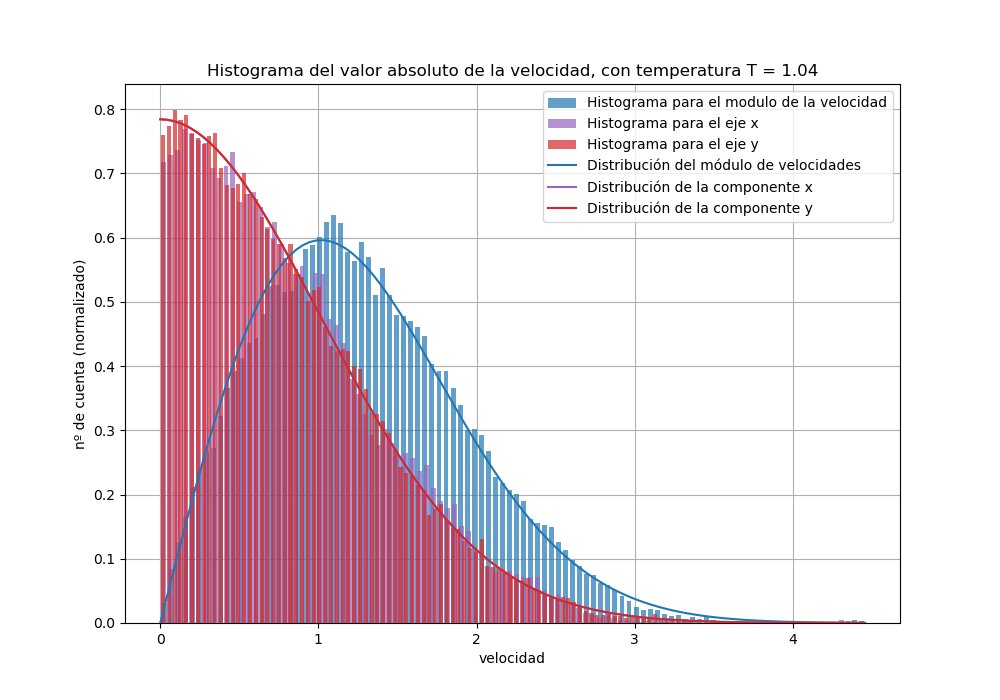 Histograma del valor absoluto de la velocidad, con temperatura T = 1.04
Histograma para el modulo de la velocidad
Histograma para el eje x
Histograma para el eje y
Distribución del módulo de velocidades
Distribución de la componente x
Distribución de la componente y
nº de cuenta (normalizado)
0.8
0.7
0.6
0.5
0.4
0.3
0.2
0.1
0.0
0 1 2 3 4
velocidad